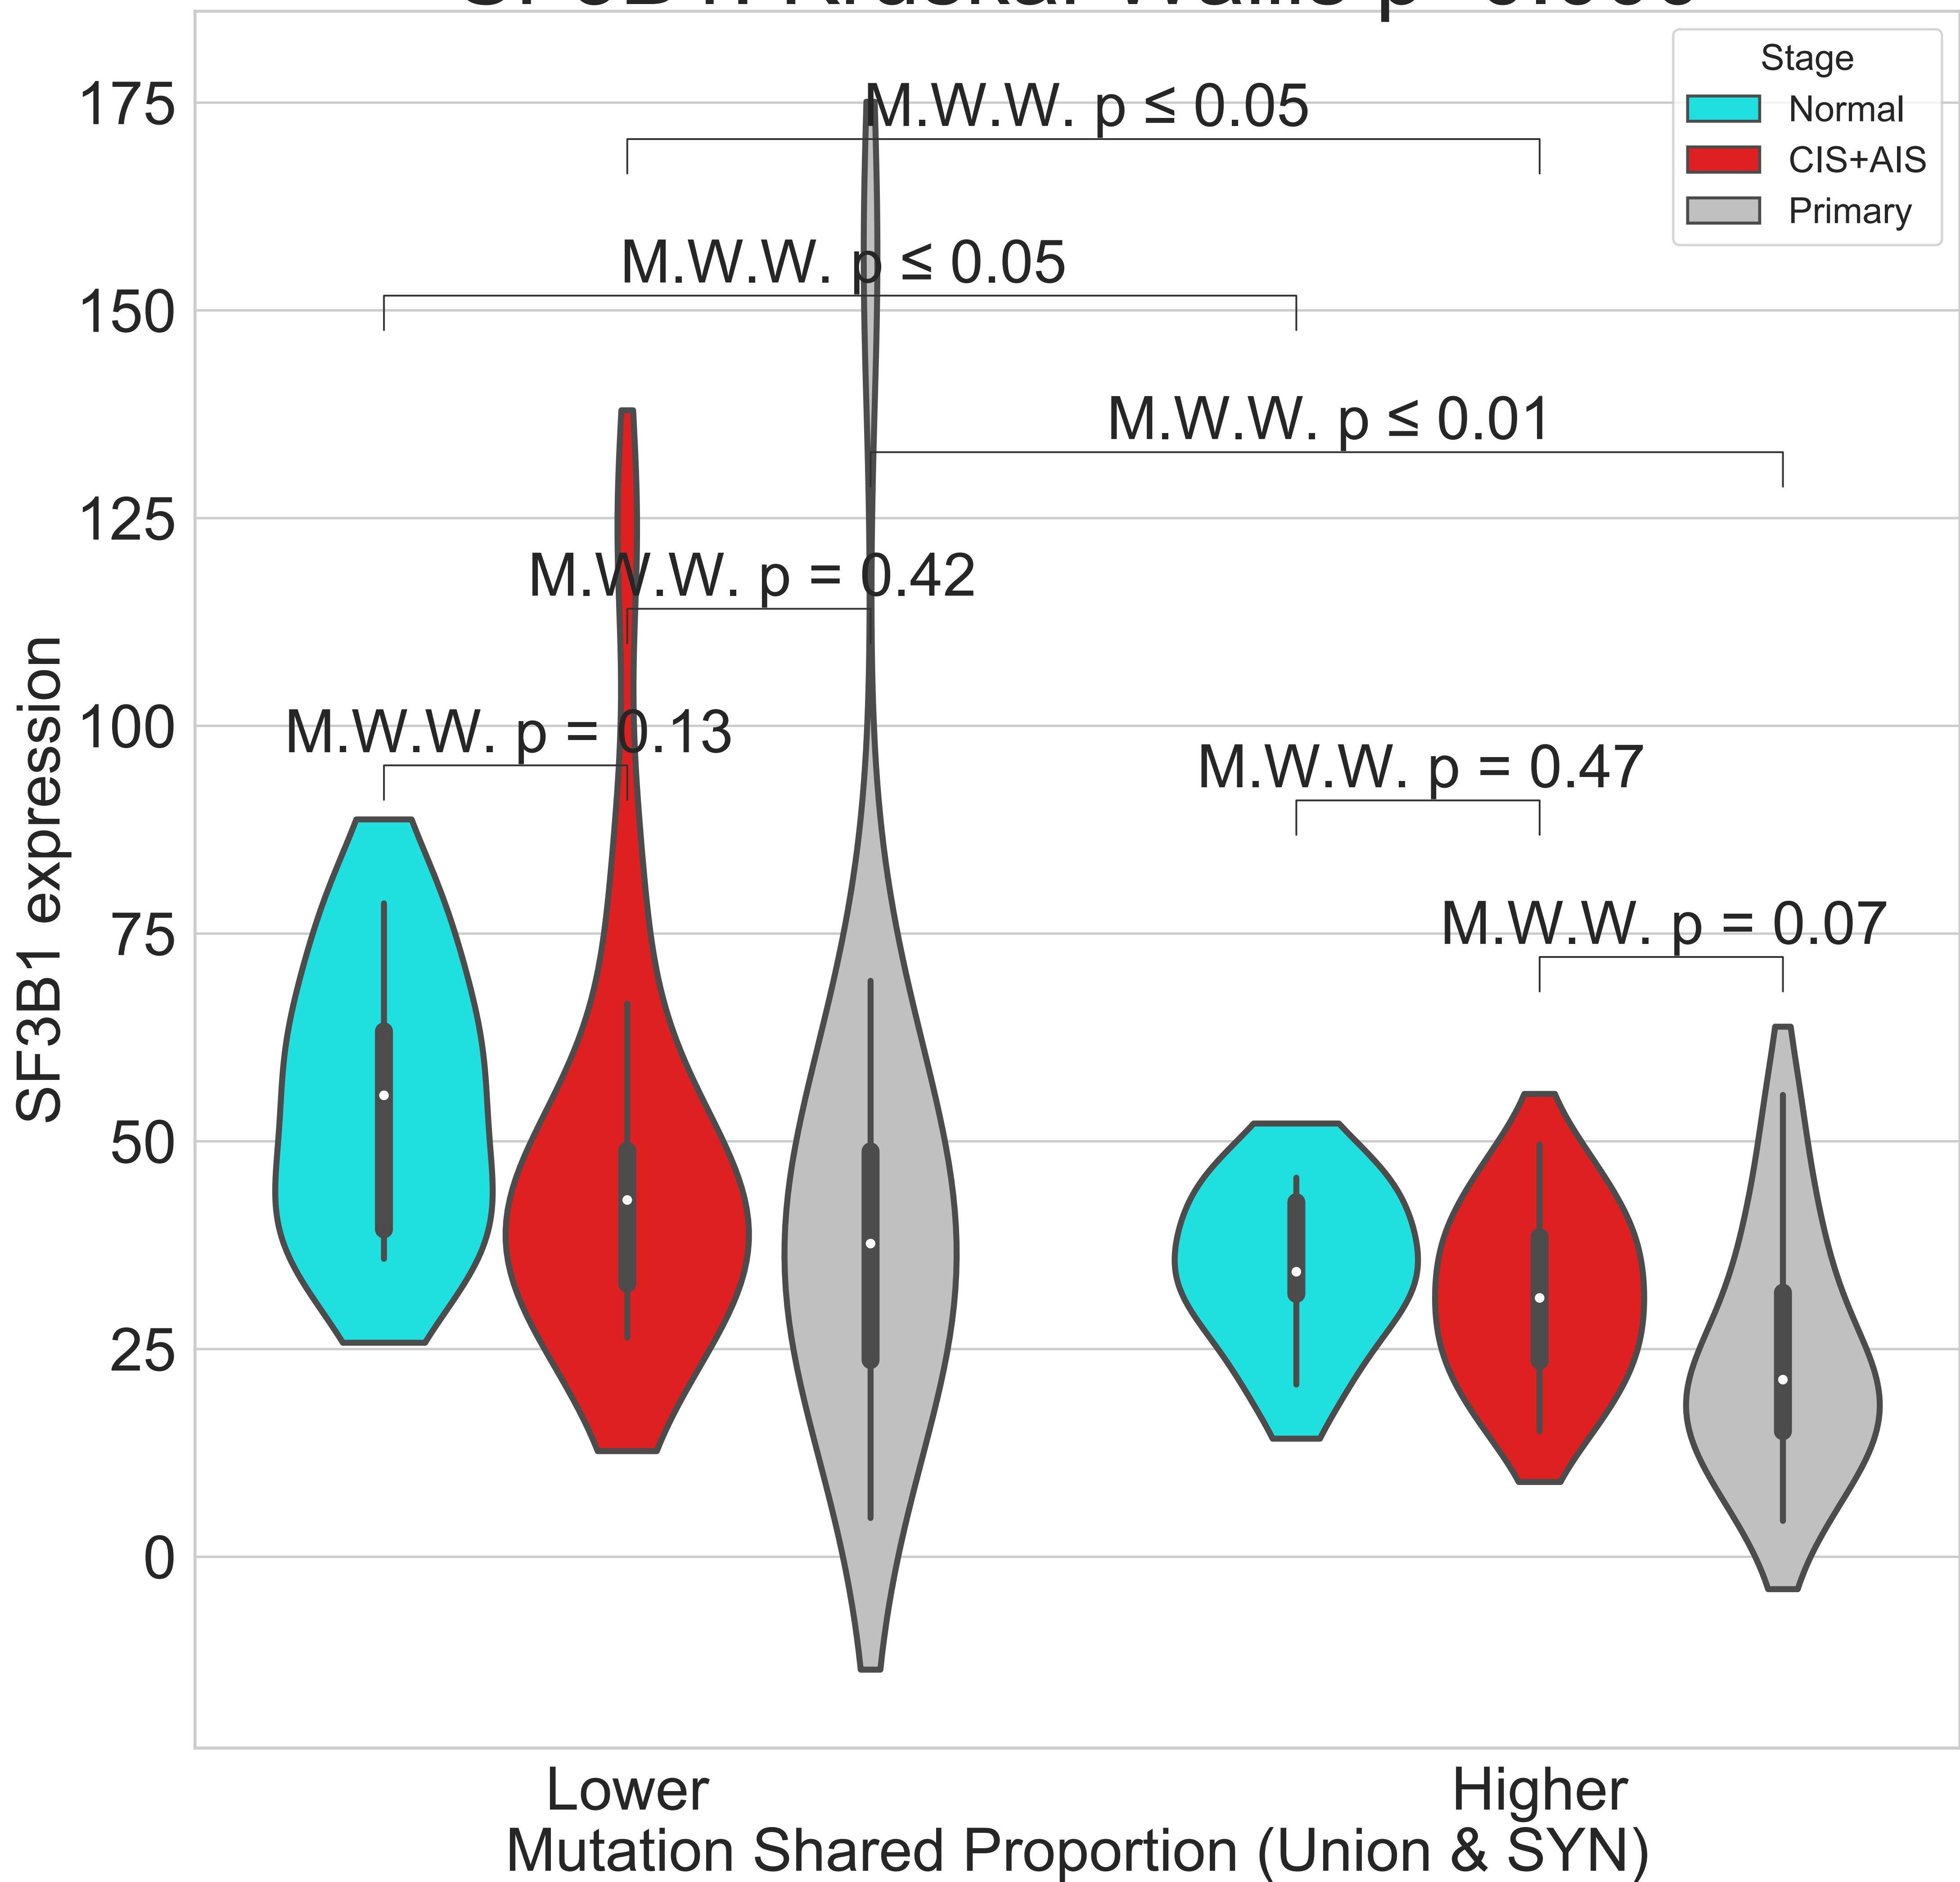 175
150
125
100
75
50
25
0
SF3B1 expression
Stage
Normal
CIS+AIS
Primary
M.W.W. p ≤ 0.05
M.W.W. p ≤ 0.05
M.W.W. p ≤ 0.01
M.W.W. p = 0.42
M.W.W. p = 0.13
M.W.W. p = 0.47
M.W.W. p = 0.07
Lower
Higher
Mutation Shared Proportion (Union & SYN)